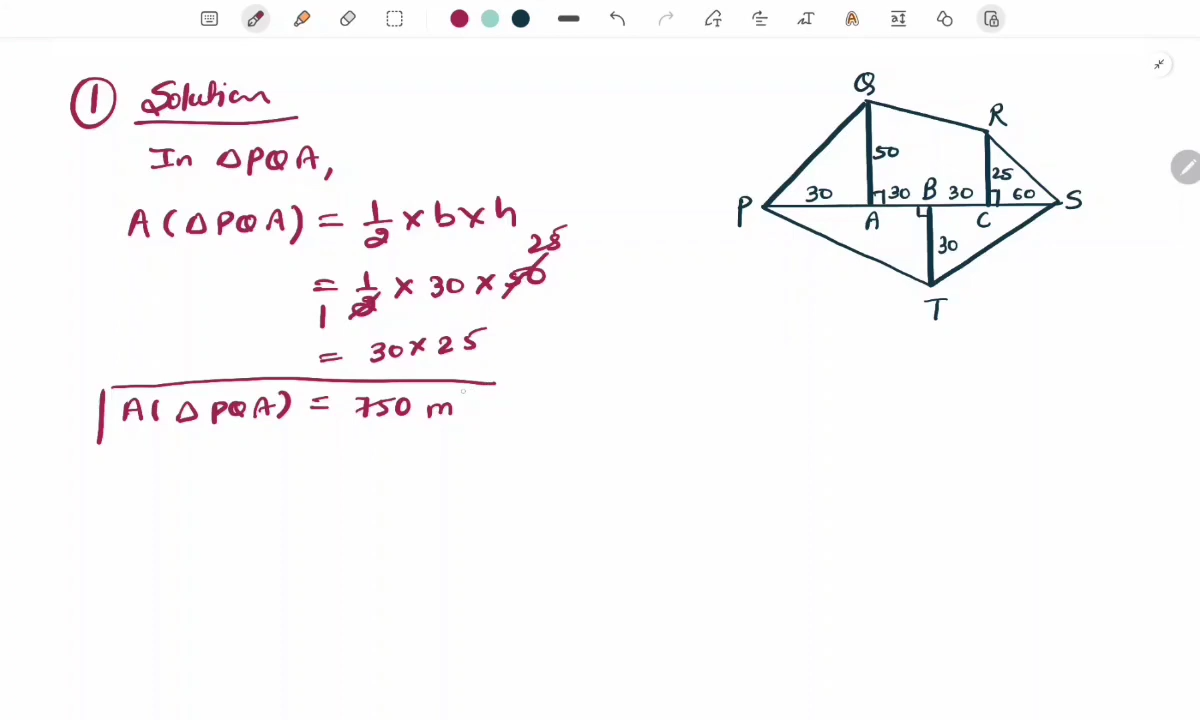 ① Solution
In △PQA,
A(△PQA) = 1/2 × b × h
= 1/2 × 30 × 50
25
1
= 30 × 25
A(△PQA) = 750 m
Q
R
50
25
P
30
30
B
30
60
S
A
C
30
T